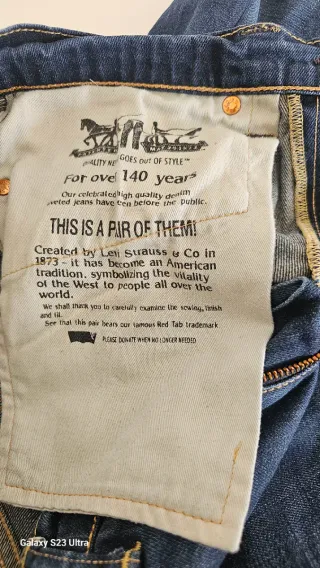 QUALITY NE GOES OUT OF STYLE™
For over 140 years
Our celebrated high quality denim
veted jeans have een before the public.
THIS IS A PAIR OF THEM!
Created by Levi Strauss & Co in
1873 - it has become an American
tradition, symbolizing the vitality
of the West to people all over the
world.
We shall thank you to carefully examine the sewing, finish
and fit.
See that this pair bears our famous Red Tab trademark
PLEASE DONATE WHEN NO LONGER NEEDED
Galaxy S23 Ultra